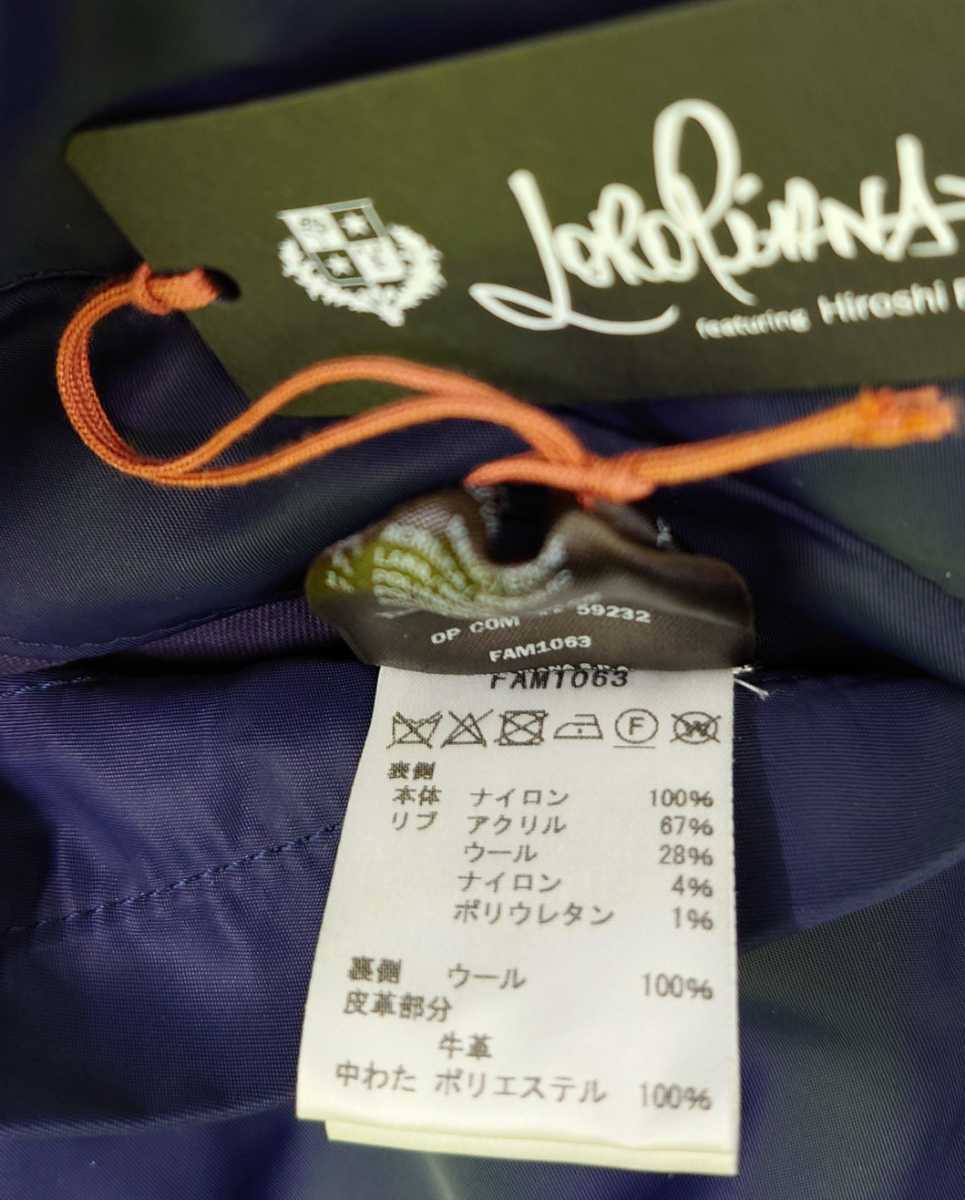 LoroPiana
featuring Hiroshi
OP COM 59232
FAM1063
FAM1063
F
W
表側
本体 ナイロン 100%
リブ アクリル 67%
ウール 28%
ナイロン 4%
ポリウレタン 1%
裏側 ウール 100%
皮革部分
牛革
中わた ポリエステル 100%